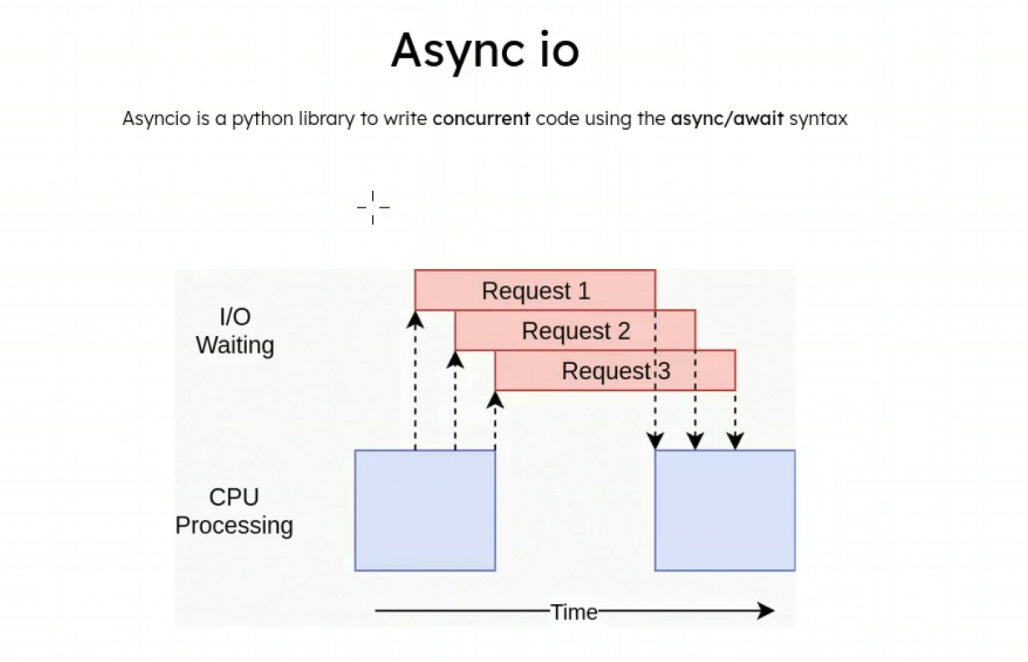 Async io
Asyncio is a python library to write concurrent code using the async/await syntax
Request 1
I/O
Waiting
Request 2
Request 3
CPU
Processing
Time